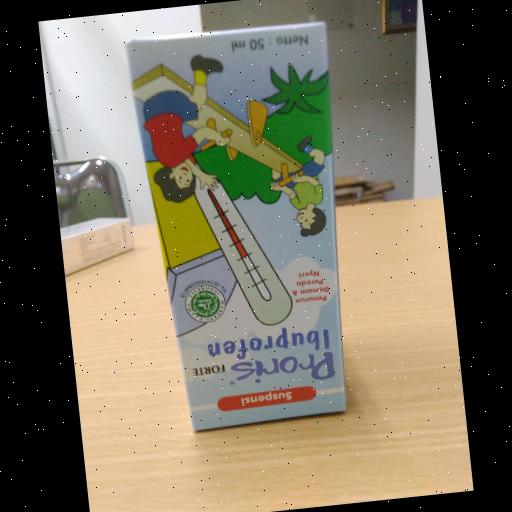 Suspensi
Proris® FORTE
Ibuprofen
Penurun
Demam &
Pereda
Nyeri
Netto : 50 ml